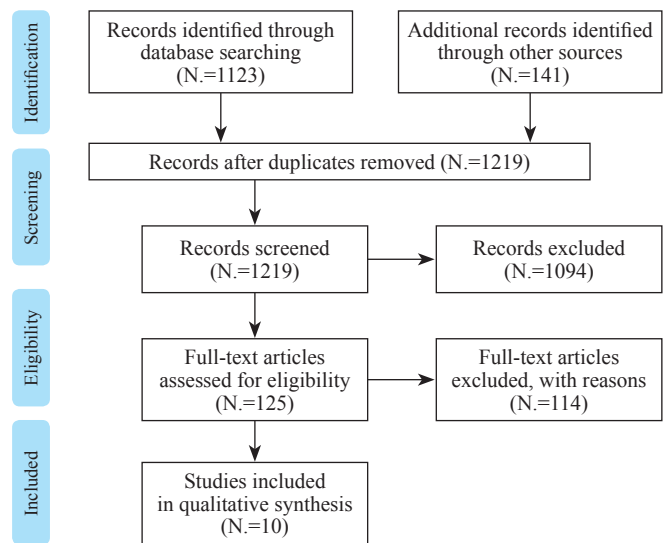 Identification
Records identified through
database searching
(N.=1123)
Additional records identified
through other sources
(N.=141)
Screening
Records after duplicates removed (N.=1219)
Records screened
(N.=1219)
Records excluded
(N.=1094)
Eligibility
Full-text articles
assessed for eligibility
(N.=125)
Full-text articles
excluded, with reasons
(N.=114)
Included
Studies included
in qualitative synthesis
(N.=10)